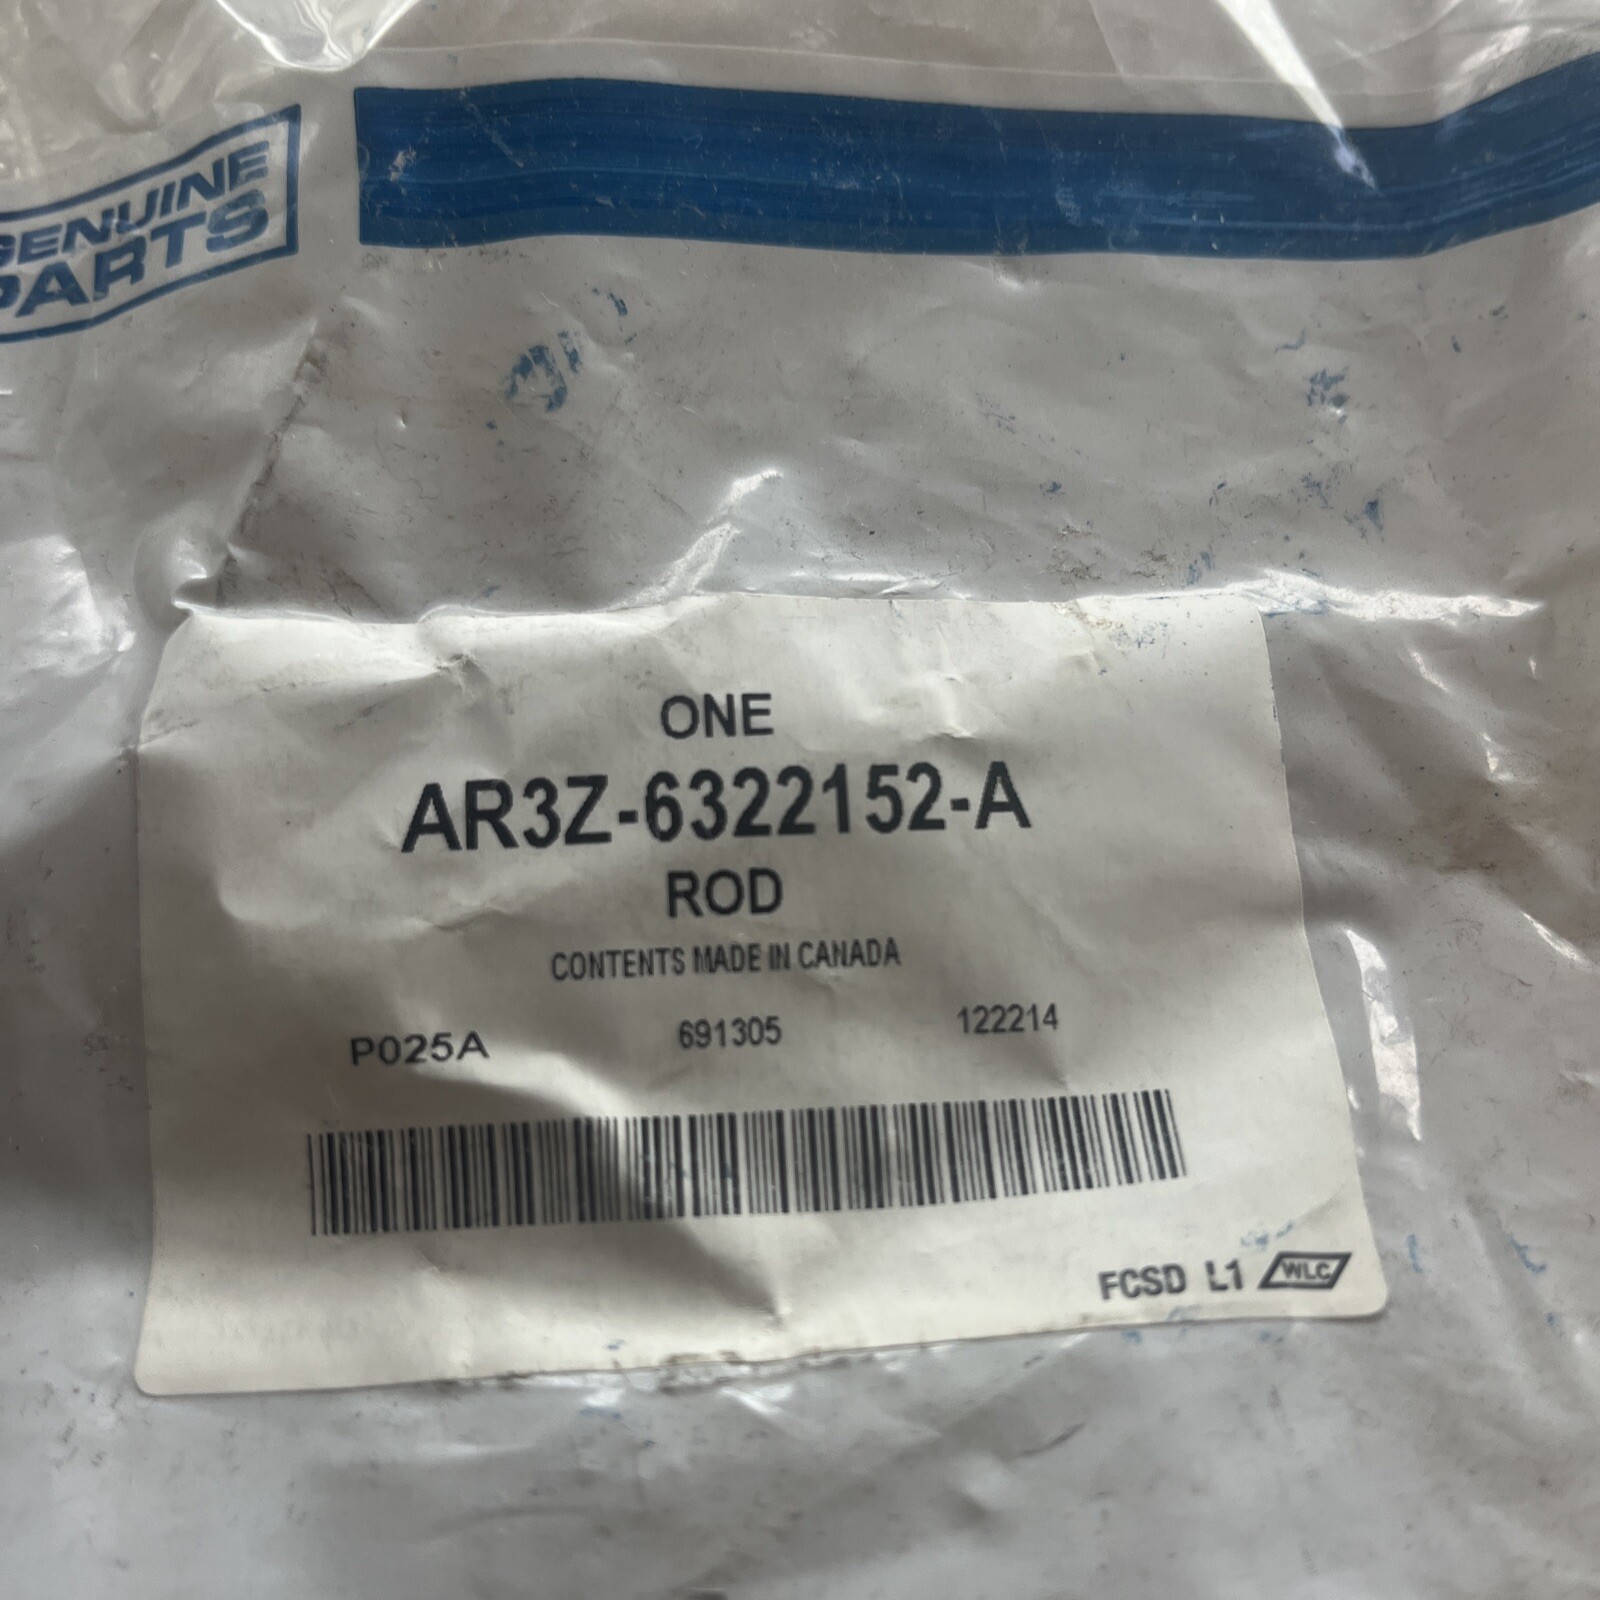 GENUINE
PARTS
ONE
AR3Z-6322152-A
ROD
CONTENTS MADE IN CANADA
P025A 691305 122214
FCSD L1 WLC